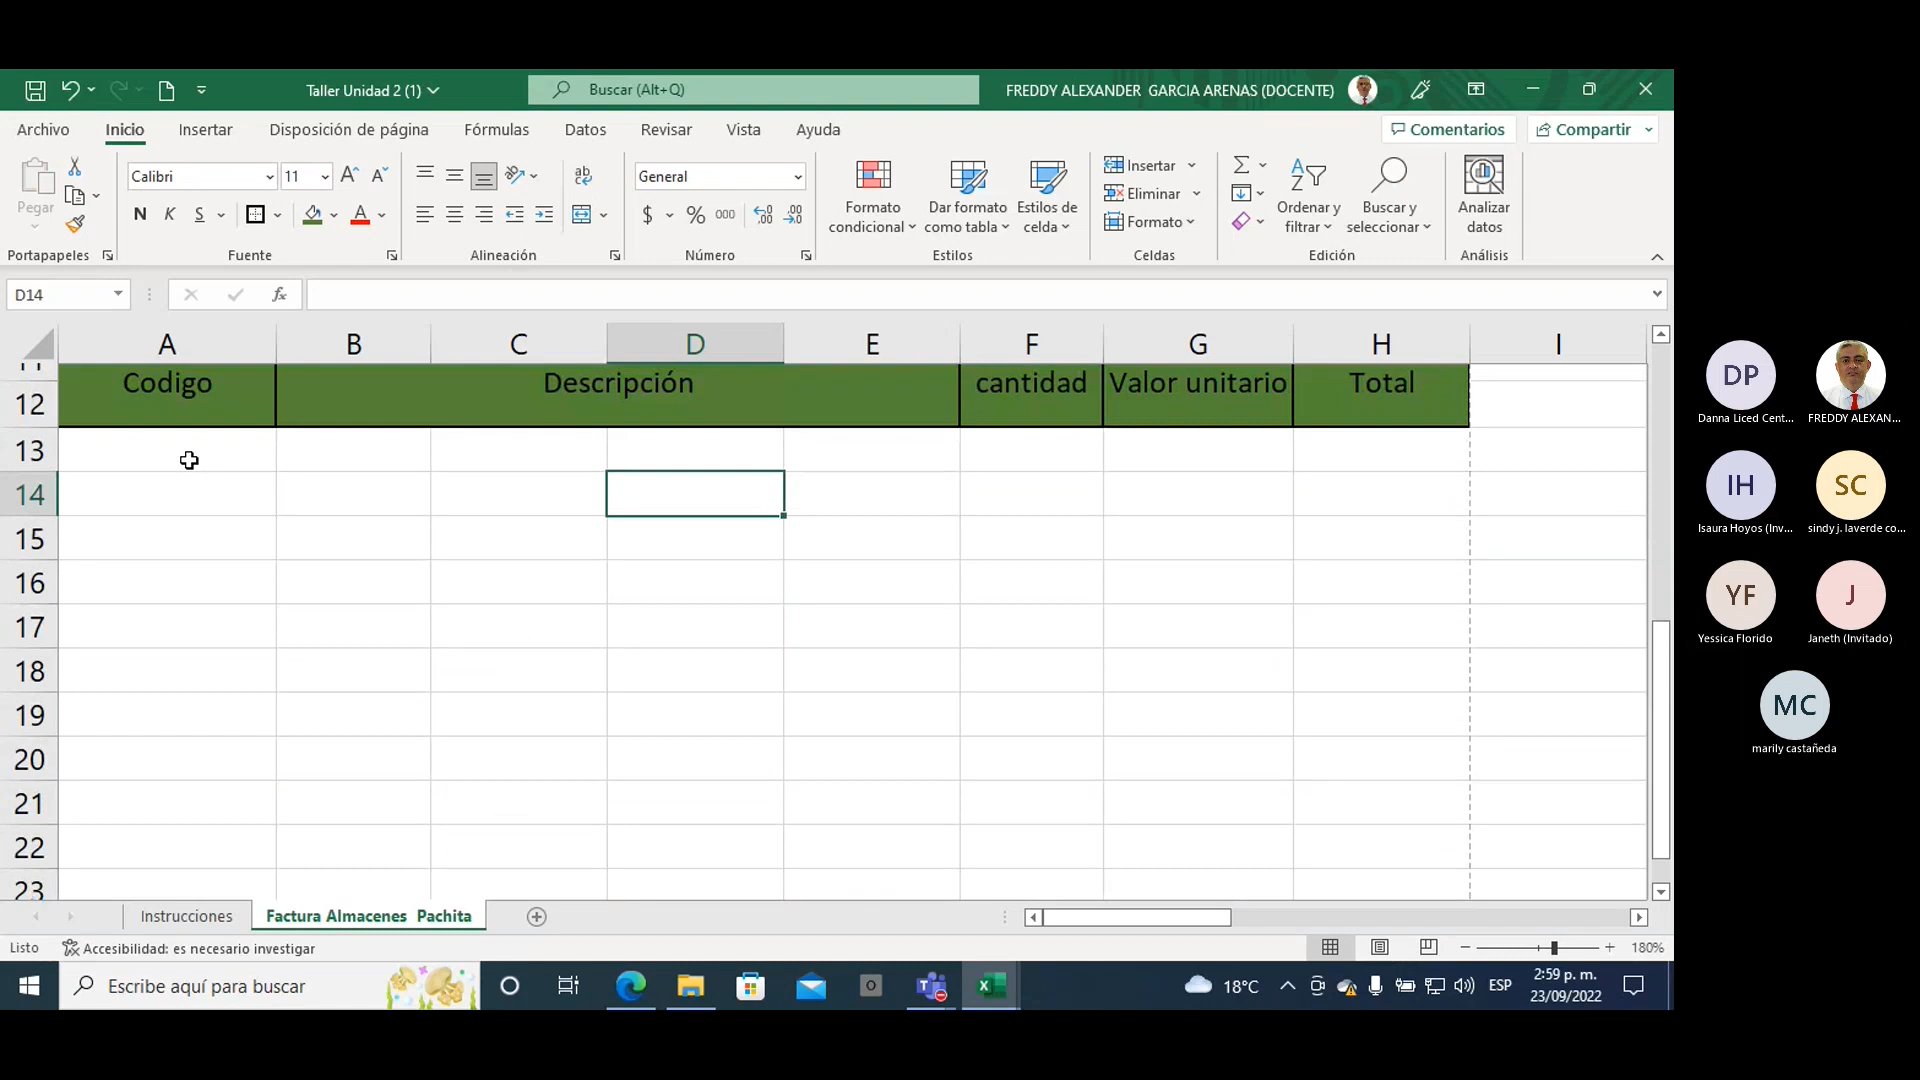 Taller Unidad 2 (1)
Buscar (Alt+Q)
FREDDY ALEXANDER GARCIA ARENAS (DOCENTE)
Archivo Inicio Insertar Disposición de página Fórmulas Datos Revisar Vista Ayuda Comentarios Compartir
Pegar
Portapapeles
Calibri 11
N K S
Fuente
ab
Alineación
General
$ % 000
Número
Formato condicional
Dar formato como tabla
Estilos de celda
Estilos
Insertar
Eliminar
Formato
Celdas
Ordenar y filtrar
Buscar y seleccionar
Edición
Analizar datos
Análisis
D14
fx
A B C D E F G H I
12 Codigo Descripción cantidad Valor unitario Total
13
14
15
16
17
18
19
20
21
22
23
Instrucciones Factura Almacenes Pachita
Listo Accesibilidad: es necesario investigar 180%
Escribe aquí para buscar
18°C
ESP
2:59 p. m.
23/09/2022
DP
Danna Liced Cent...
FREDDY ALEXAN...
IH
Isaura Hoyos (Inv...
SC
sindy j. laverde co...
YF
Yessica Florido
J
Janeth (Invitado)
MC
marily castañeda